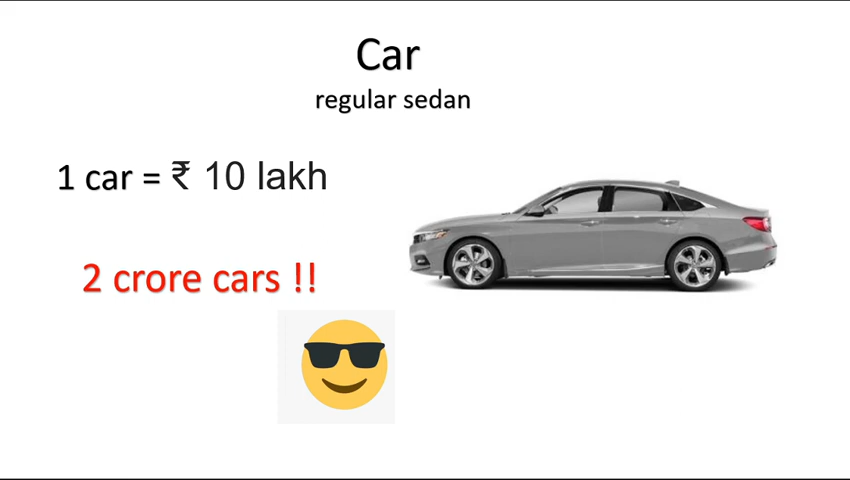 Car
regular sedan
1 car = ₹ 10 lakh
2 crore cars !!